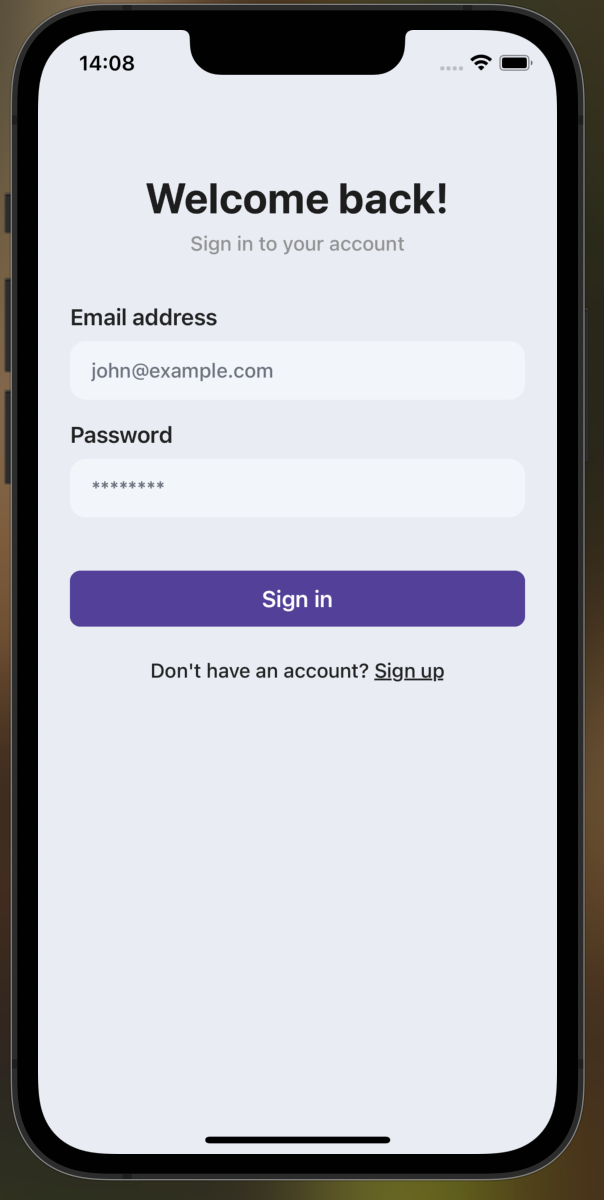 14:08
Welcome back!
Sign in to your account
Email address
john@example.com
Password
********
Sign in
Don't have an account? Sign up